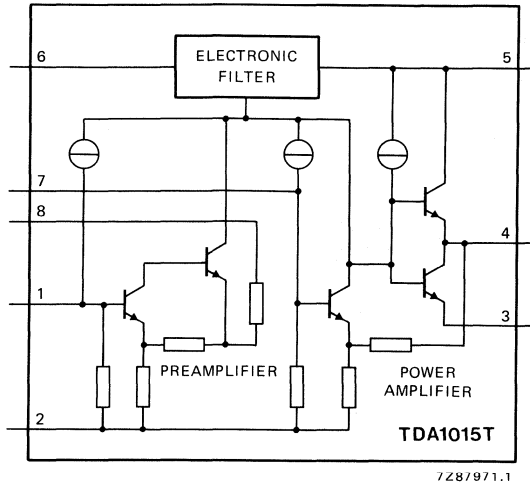 6
ELECTRONIC
FILTER
5
7
8
4
1
3
PREAMPLIFIER
POWER
AMPLIFIER
2
TDA1015T
7Z87971.1